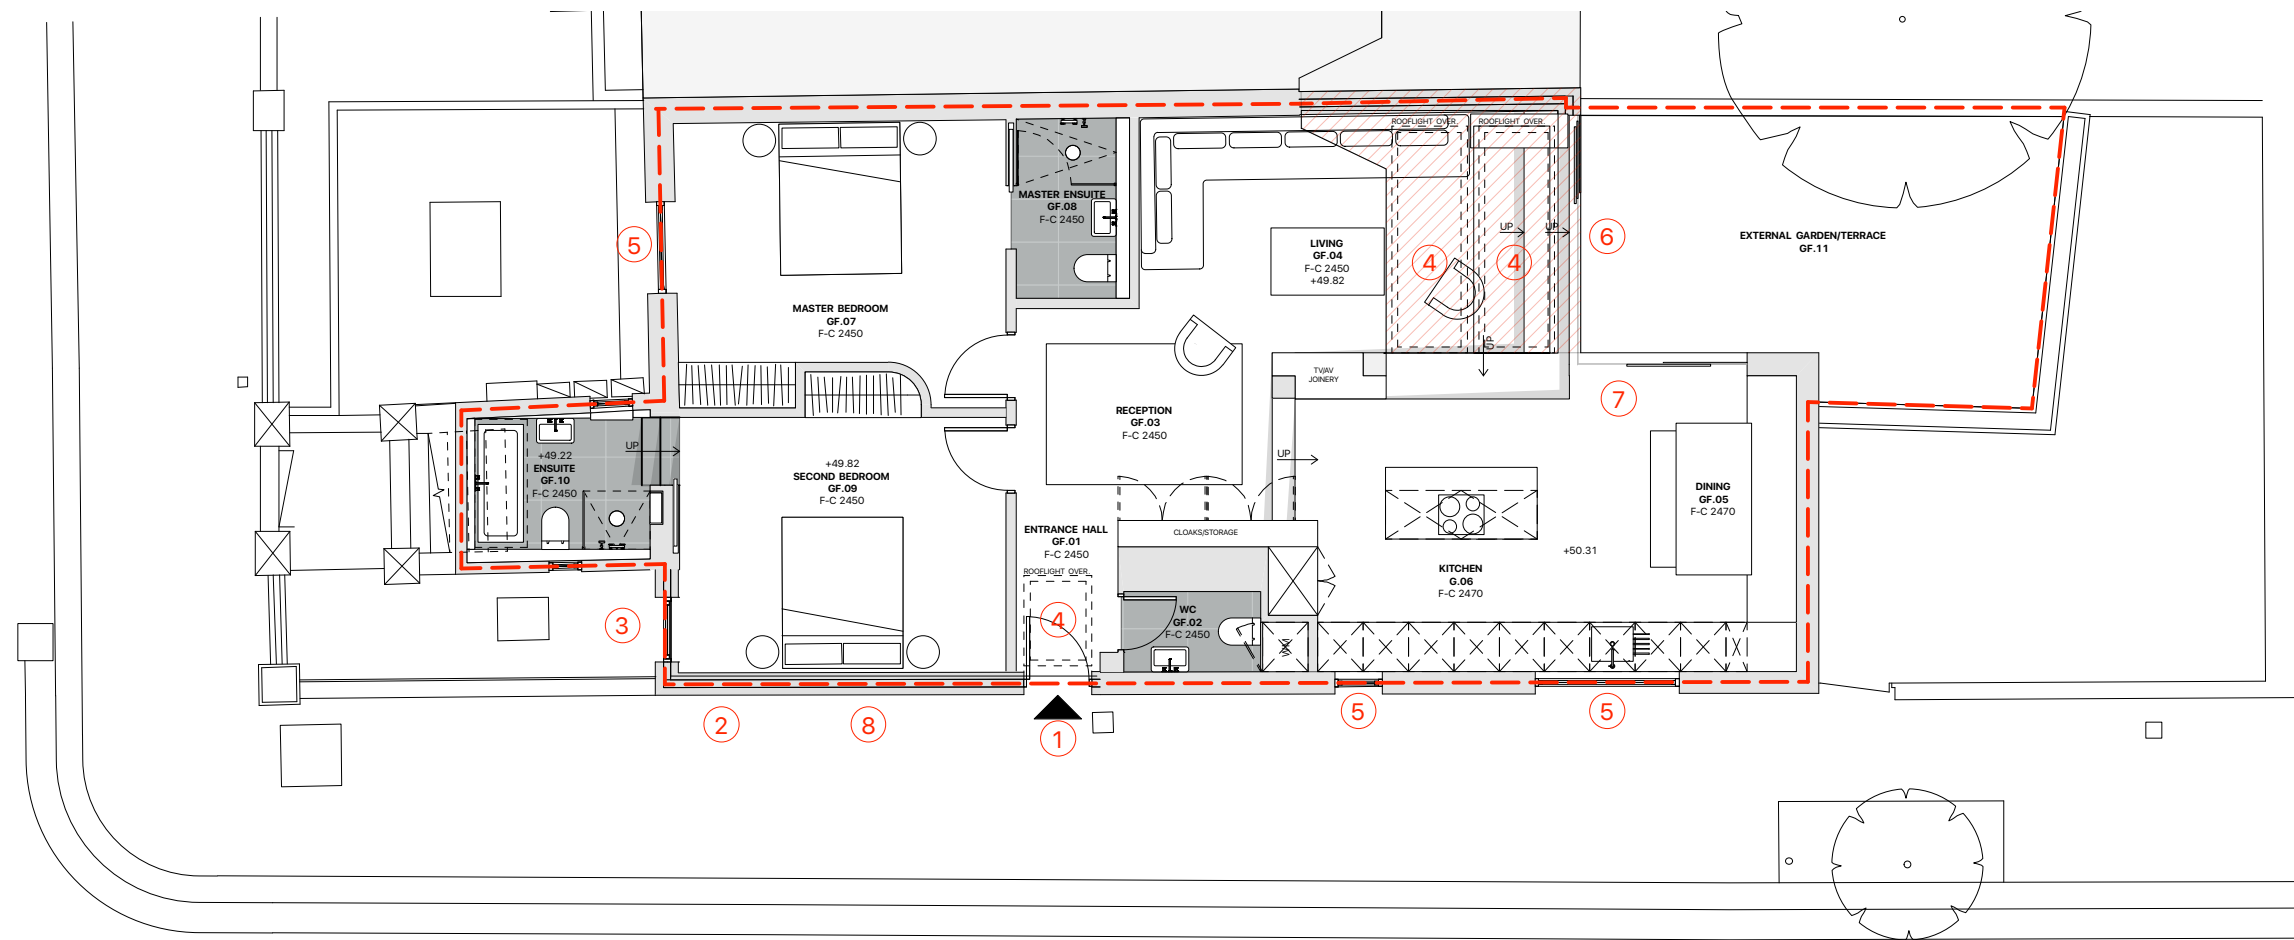 ROOFLIGHT OVER.
ROOFLIGHT OVER.
MASTER ENSUITE
GF.08
F-C 2450
5
LIVING
GF.04
F-C 2450
+49.82
4
4
UP
UP
6
EXTERNAL GARDEN/TERRACE
GF.11
MASTER BEDROOM
GF.07
F-C 2450
UP
TV/AV
JOINERY
7
RECEPTION
GF.03
F-C 2450
UP
+49.22
ENSUITE
GF.10
F-C 2450
+49.82
SECOND BEDROOM
GF.09
F-C 2450
UP
DINING
GF.05
F-C 2470
ENTRANCE HALL
GF.01
F-C 2450
ROOFLIGHT OVER.
CLOAKS/STORAGE
+50.31
KITCHEN
G.06
F-C 2470
3
4
WC
GF.02
F-C 2450
WM
2
8
1
5
5